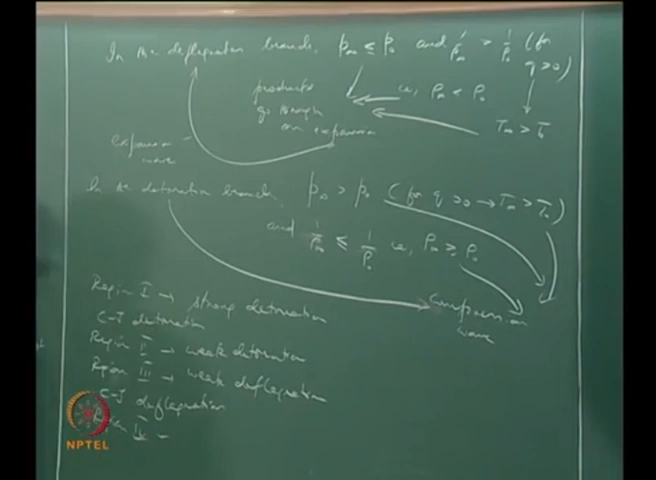 In the deflagration branch, p∞ ≤ p₀ and 1/ρ∞ > 1/ρ₀ (for q>0)
products i.e., ρ∞ < ρ₀
go through
an expansion T∞ > T₀
expansion
wave
In the detonation branch, p∞ > p₀ (for q>0 → T∞ > T₀)
and 1/ρ∞ ≤ 1/ρ₀ i.e., ρ∞ ≥ ρ₀
Compression
wave
Region I → strong detonation
C-J detonation
Region II → weak detonation
Region III → weak deflagration
C-J deflagration
Region IV -
NPTEL